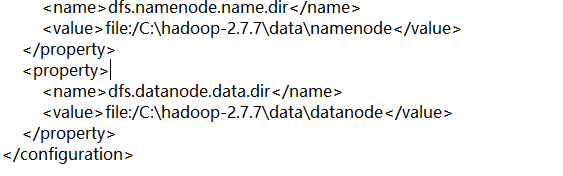 <name>dfs.namenode.name.dir</name>
<value>file:/C:\hadoop-2.7.7\data\namenode</value>
</property>
<property>
<name>dfs.datanode.data.dir</name>
<value>file:/C:\hadoop-2.7.7\data\datanode</value>
</property>
</configuration>